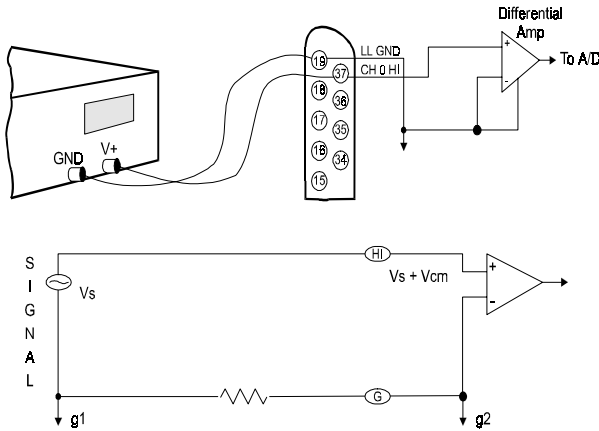 Differential
Amp
LL GND
CH 0 HI
+
-
To A/D
19
37
18
36
17
35
16
34
15
GND
V+
SIGNAL
Vs
HI
Vs + Vcm
+
-
G
g1
g2